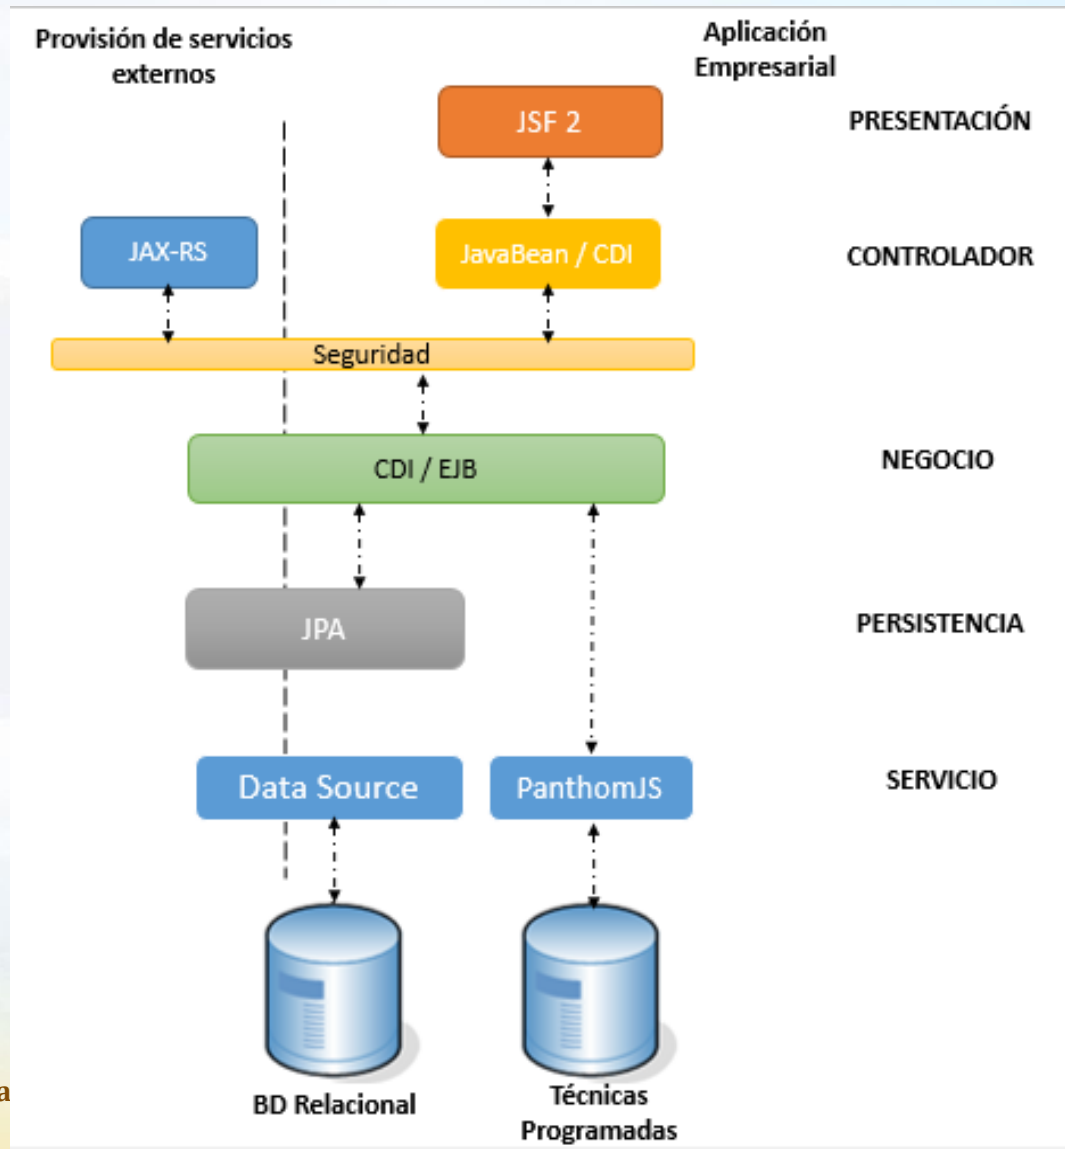 Provisión de servicios
externos
Aplicación
Empresarial
JSF 2
PRESENTACIÓN
JAX-RS
JavaBean / CDI
CONTROLADOR
Seguridad
CDI / EJB
NEGOCIO
JPA
PERSISTENCIA
Data Source
PanthomJS
SERVICIO
BD Relacional
Técnicas
Programadas
a